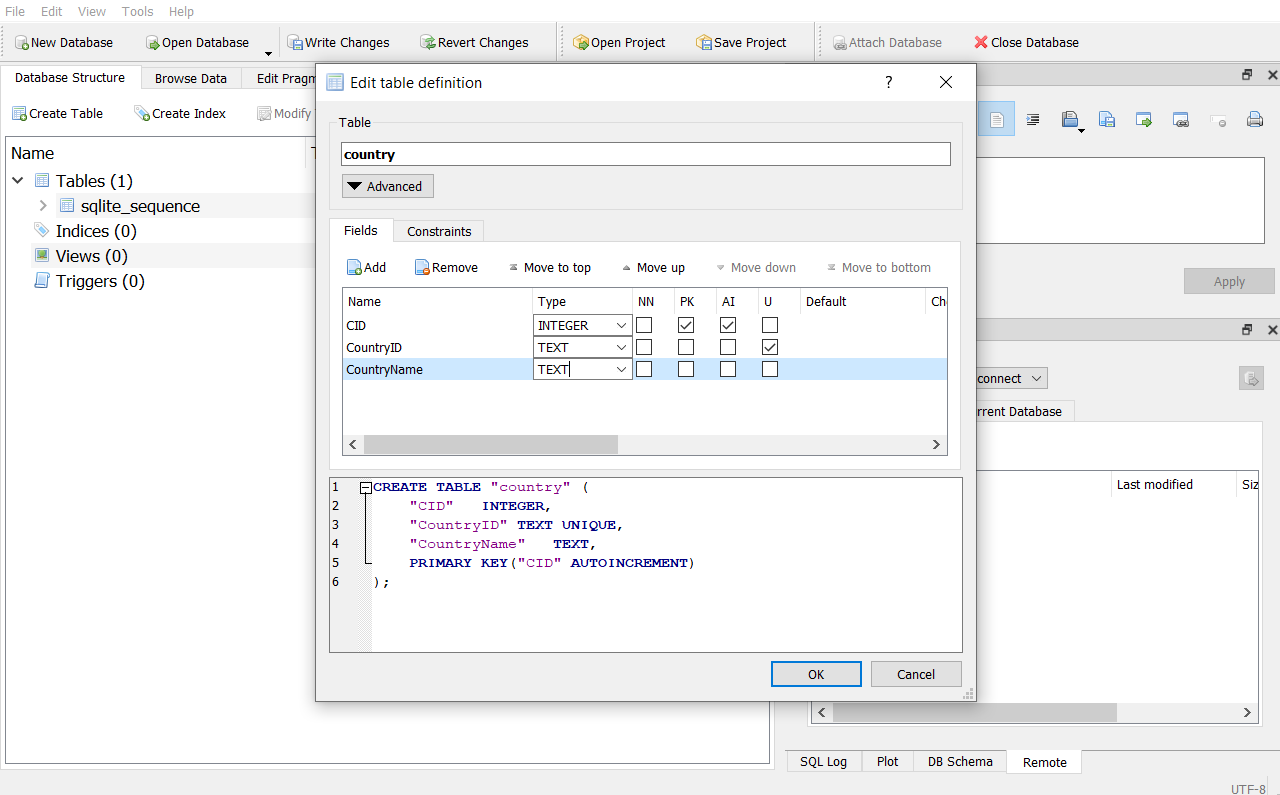 File Edit View Tools Help
New Database Open Database Write Changes Revert Changes Open Project Save Project Attach Database Close Database
Database Structure Browse Data Edit Pragm
Create Table Create Index Modify
Name
Tables (1)
sqlite_sequence
Indices (0)
Views (0)
Triggers (0)
Edit table definition ?
Table
country
Advanced
Fields Constraints
Add Remove Move to top Move up Move down Move to bottom
Name Type NN PK AI U Default Ch
CID INTEGER
CountryID TEXT
CountryName TEXT
1 CREATE TABLE "country" (
2 "CID" INTEGER,
3 "CountryID" TEXT UNIQUE,
4 "CountryName" TEXT,
5 PRIMARY KEY("CID" AUTOINCREMENT)
6 );
OK Cancel
Apply
connect
rrent Database
Last modified Siz
SQL Log Plot DB Schema Remote
UTF-8